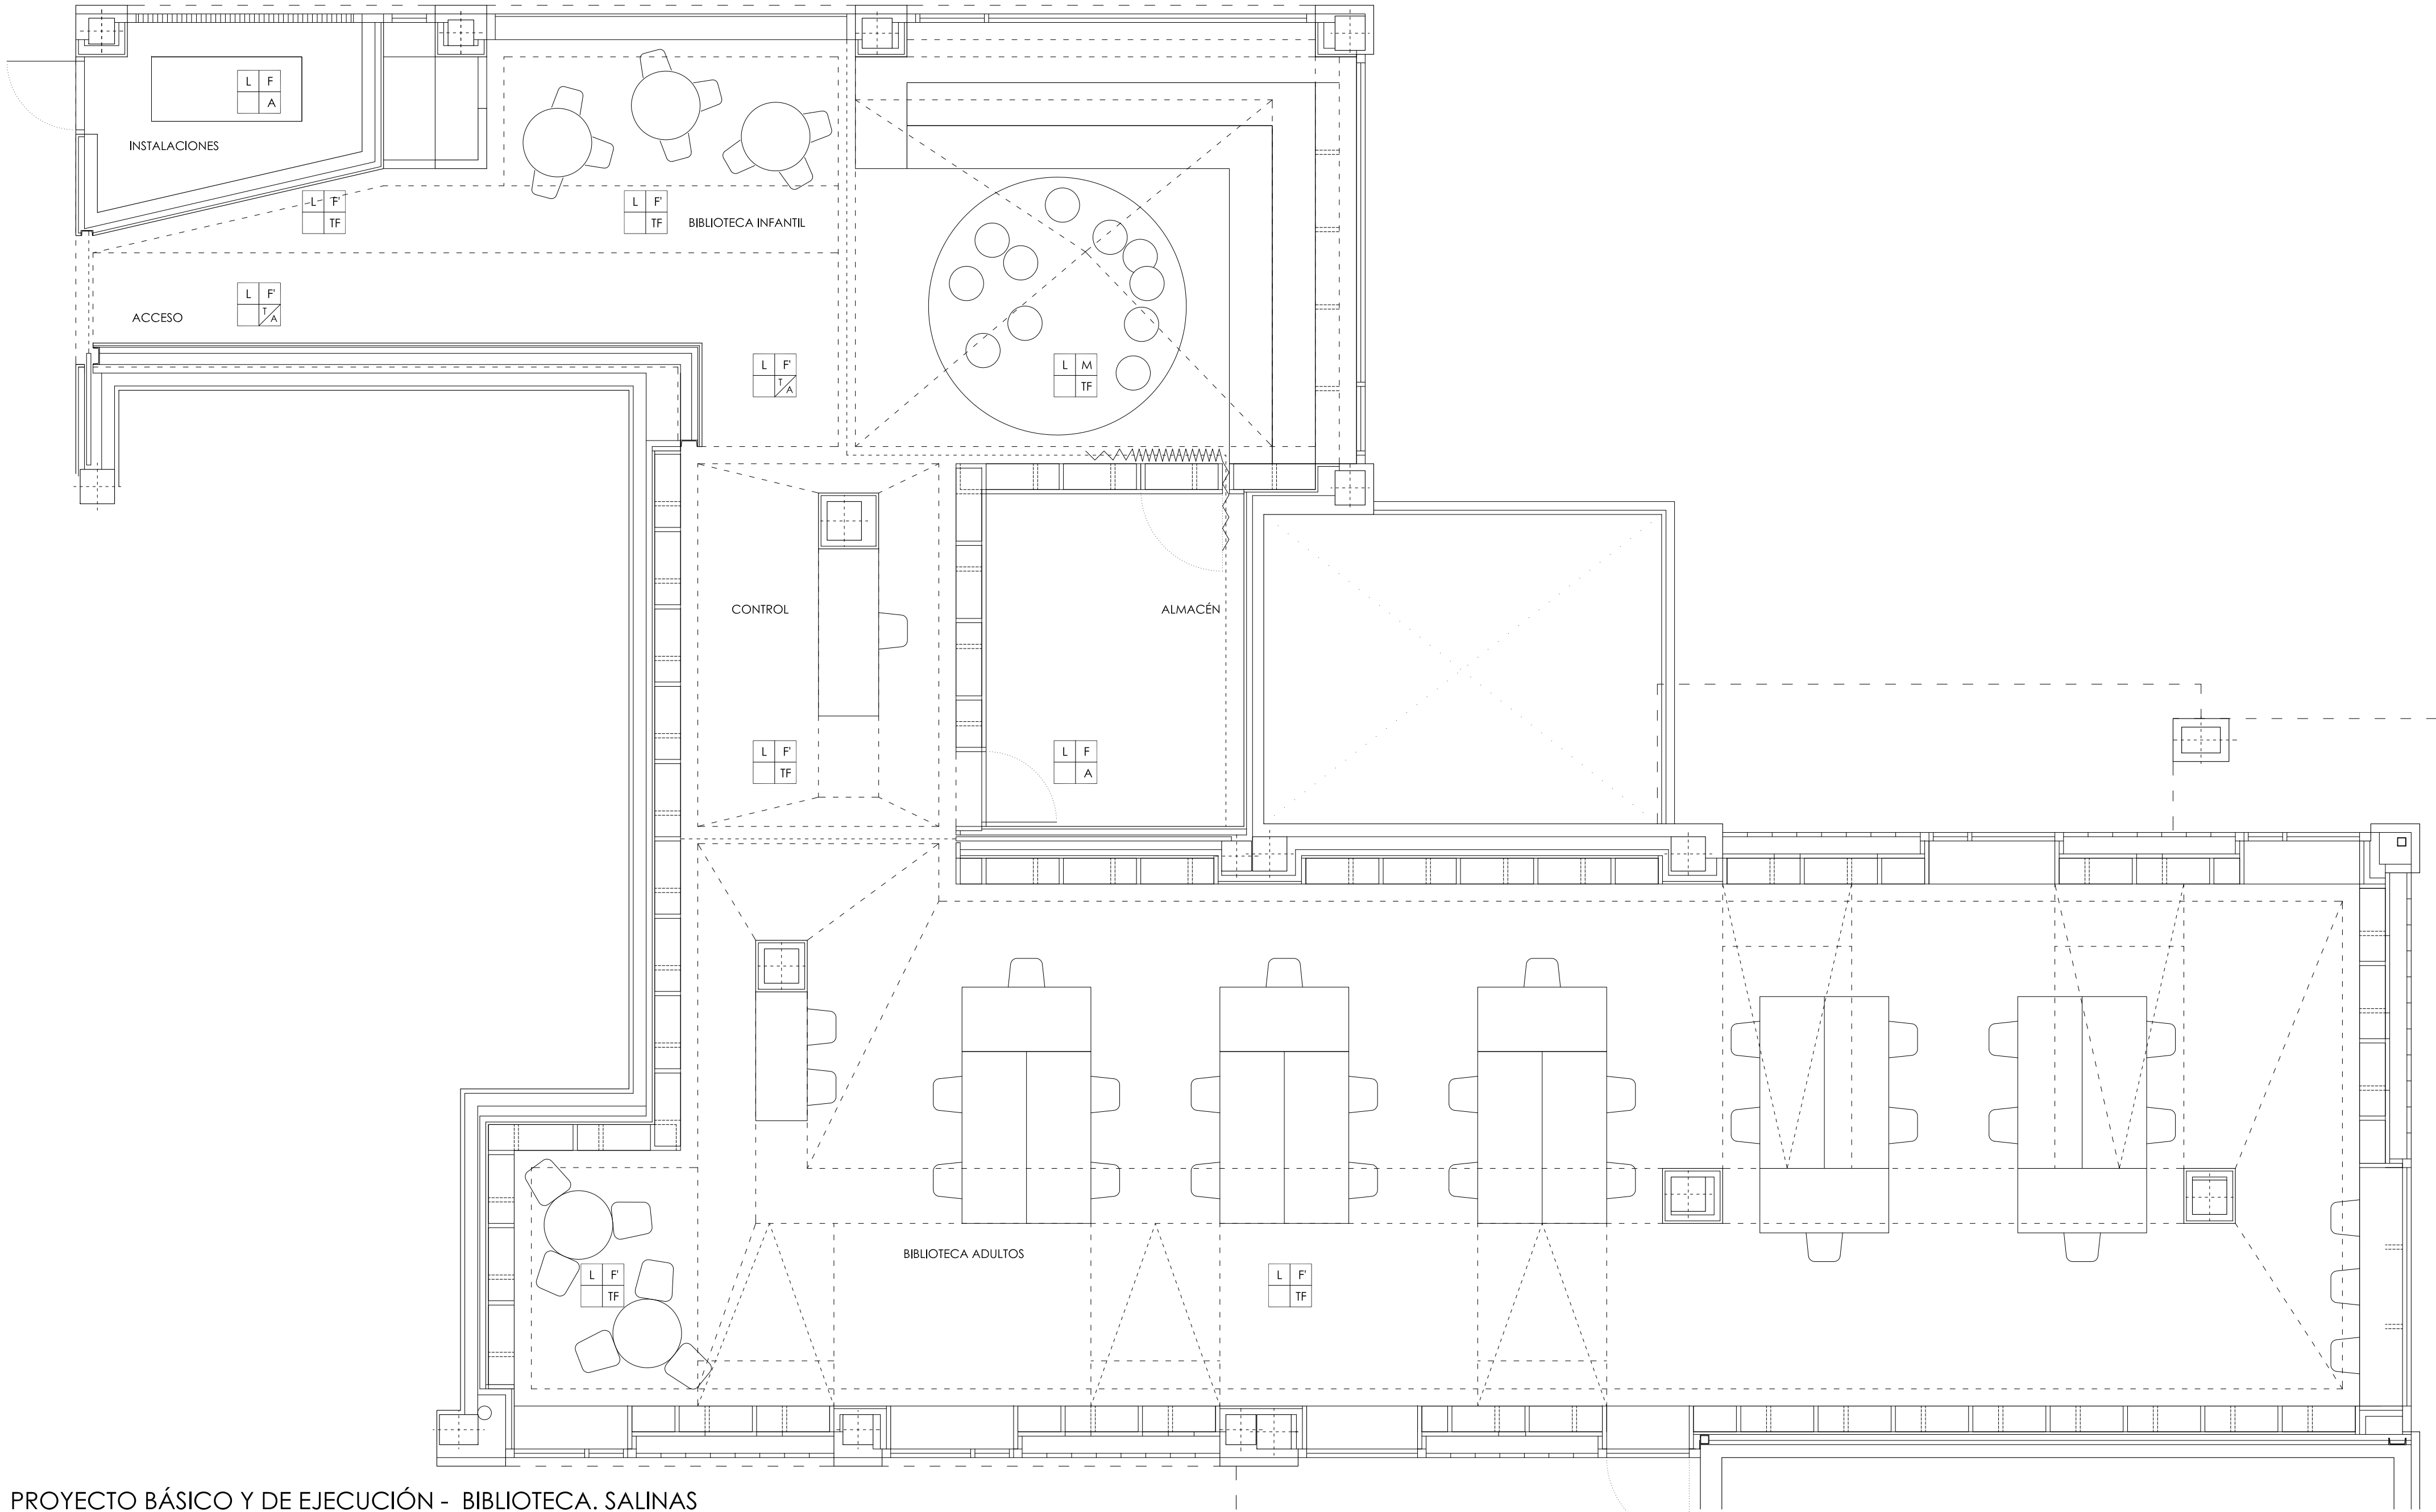 L F
A
INSTALACIONES
L F'
TF
L F'
TF
BIBLIOTECA INFANTIL
L F'
T A
ACCESO
L F'
T A
L M
TF
CONTROL
ALMACÉN
L F'
TF
L F
A
BIBLIOTECA ADULTOS
L F'
TF
L F'
TF
PROYECTO BÁSICO Y DE EJECUCIÓN - BIBLIOTECA. SALINAS